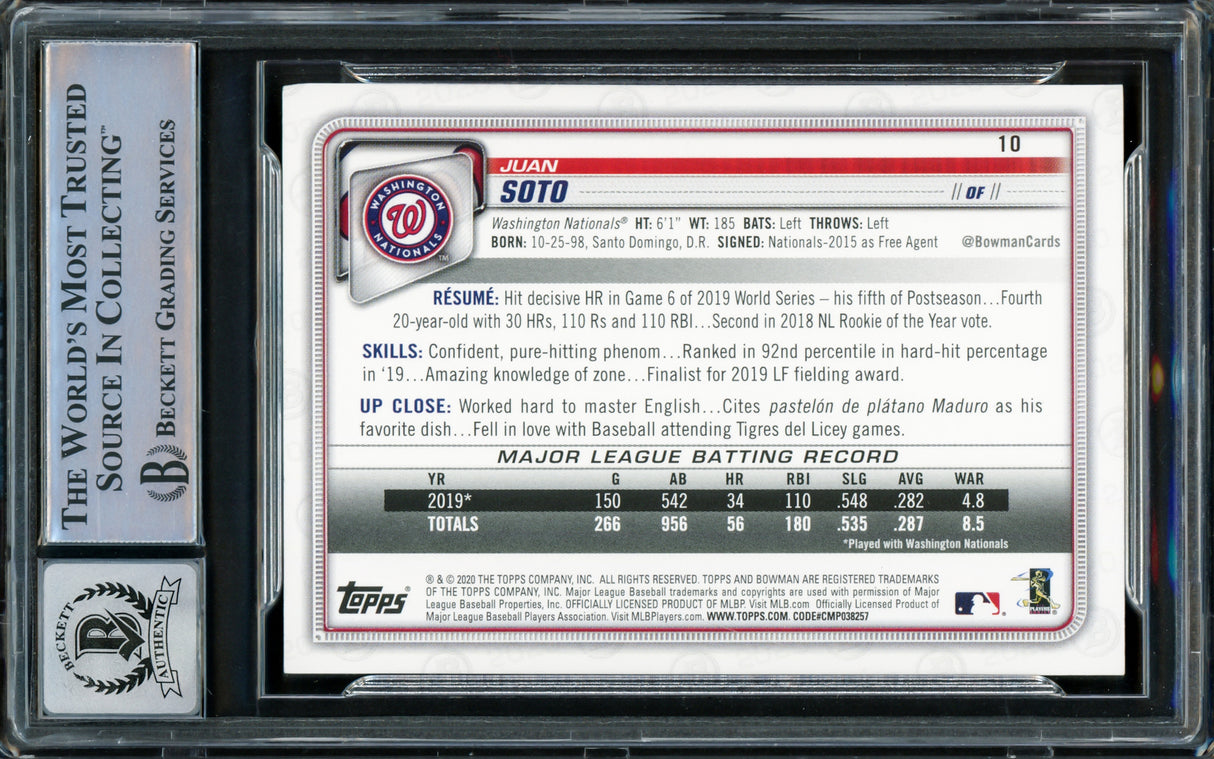 THE WORLD'S MOST TRUSTED
SOURCE IN COLLECTING™
B BECKETT GRADING SERVICES
BECKETT
B
AUTHENTIC
10
JUAN
SOTO // OF //
WASHINGTON
W
NATIONALS
TM
Washington Nationals® HT: 6'1" WT: 185 BATS: Left THROWS: Left
BORN: 10-25-98, Santo Domingo, D.R. SIGNED: Nationals–2015 as Free Agent @BowmanCards
RÉSUMÉ: Hit decisive HR in Game 6 of 2019 World Series – his fifth of Postseason...Fourth
20-year-old with 30 HRs, 110 Rs and 110 RBI...Second in 2018 NL Rookie of the Year vote.
SKILLS: Confident, pure-hitting phenom...Ranked in 92nd percentile in hard-hit percentage
in '19...Amazing knowledge of zone...Finalist for 2019 LF fielding award.
UP CLOSE: Worked hard to master English...Cites pastelón de plátano Maduro as his
favorite dish...Fell in love with Baseball attending Tigres del Licey games.
MAJOR LEAGUE BATTING RECORD
YR G AB HR RBI SLG AVG WAR
2019* 150 542 34 110 .548 .282 4.8
TOTALS 266 956 56 180 .535 .287 8.5
*Played with Washington Nationals
Topps®
® & © 2020 THE TOPPS COMPANY, INC. ALL RIGHTS RESERVED. TOPPS AND BOWMAN ARE REGISTERED TRADEMARKS
OF THE TOPPS COMPANY, INC. Major League Baseball trademarks and copyrights are used with permission of Major
League Baseball Properties, Inc. OFFICIALLY LICENSED PRODUCT OF MLBP. Visit MLB.com Officially Licensed Product of
Major League Baseball Players Association. Visit MLBPlayers.com. WWW.TOPPS.COM. CODE#CMP038257
PLAYERS